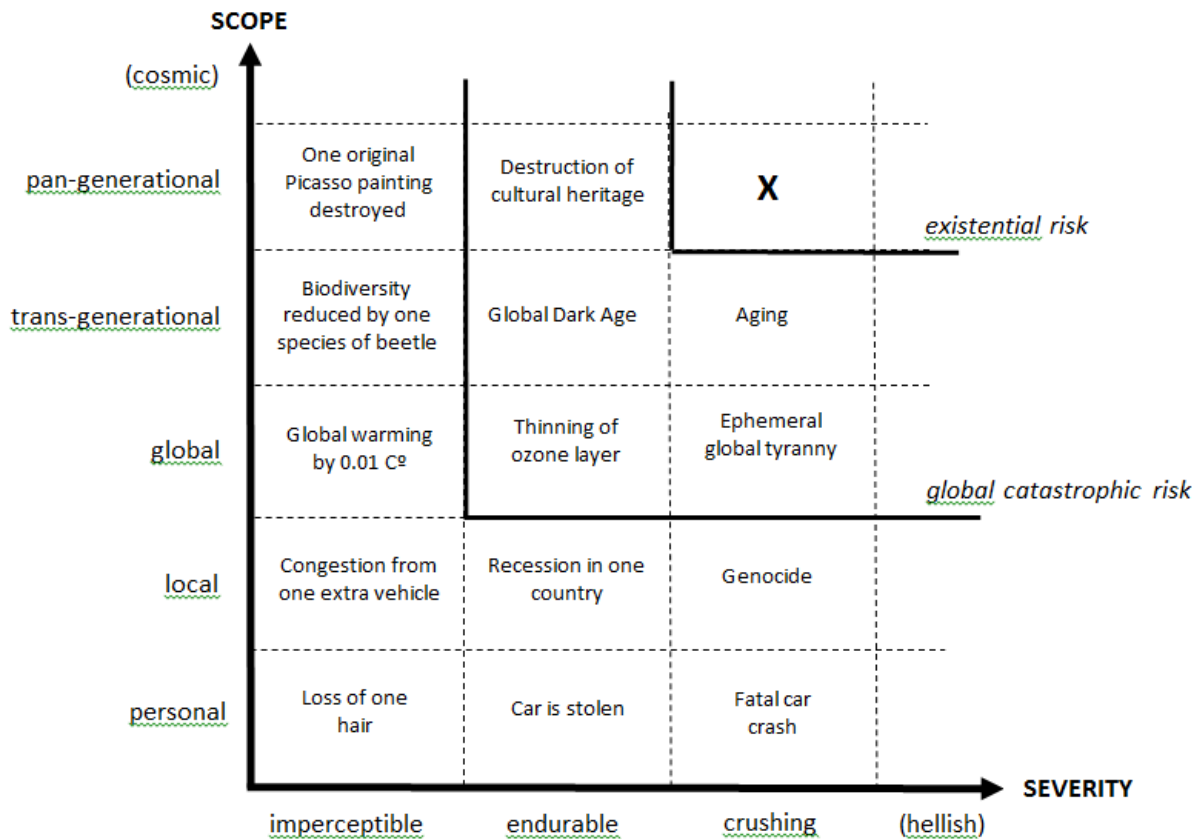 SCOPE
(cosmic)
pan-generational
One original
Picasso painting
destroyed
Destruction of
cultural heritage
X
existential risk
trans-generational
Biodiversity
reduced by one
species of beetle
Global Dark Age
Aging
global
Global warming
by 0.01 Cº
Thinning of
ozone layer
Ephemeral
global tyranny
global catastrophic risk
local
Congestion from
one extra vehicle
Recession in one
country
Genocide
personal
Loss of one
hair
Car is stolen
Fatal car
crash
SEVERITY
imperceptible
endurable
crushing
(hellish)